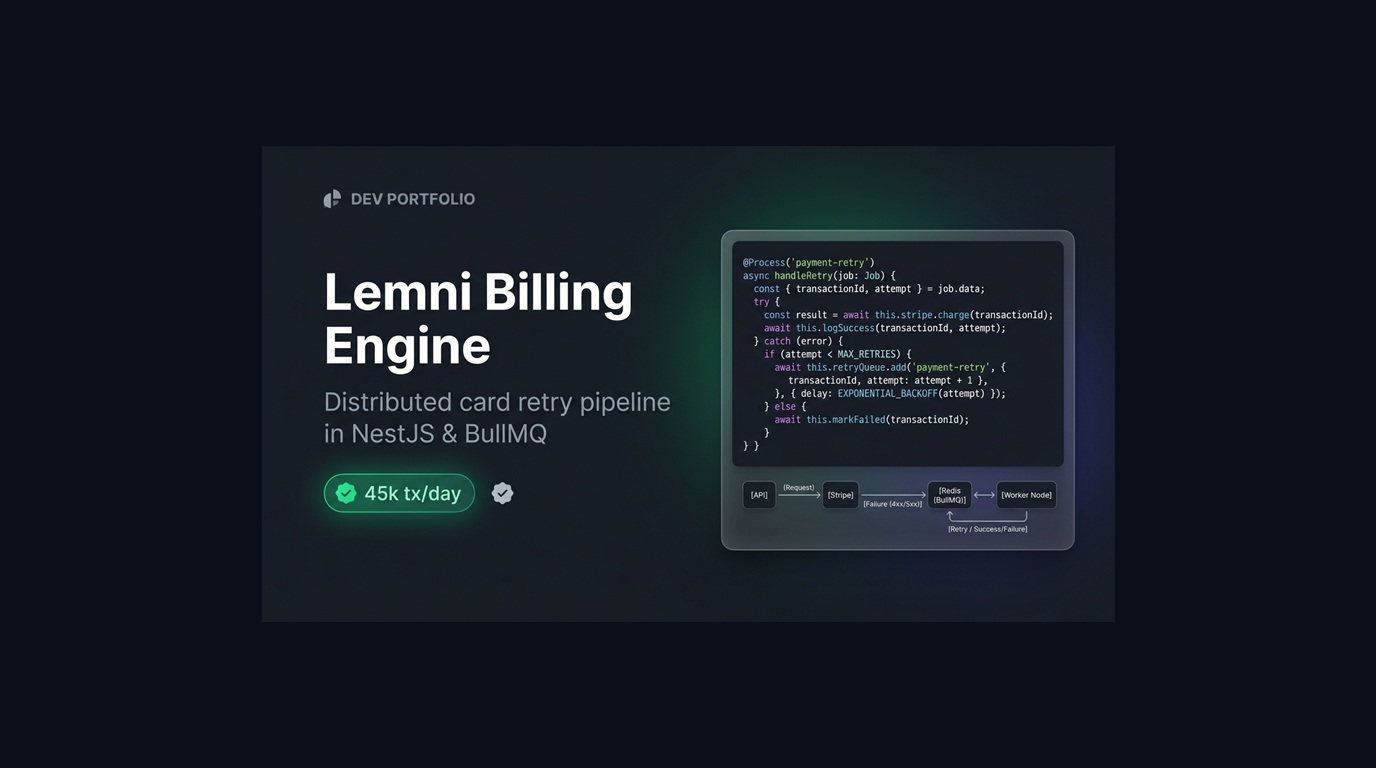 DEV PORTFOLIO
Lemni Billing
Engine
Distributed card retry pipeline
in NestJS & BullMQ
45k tx/day
@Process('payment-retry')
async handleRetry(job: Job) {
  const { transactionId, attempt } = job.data;
  try {
    const result = await this.stripe.charge(transactionId);
    await this.logSuccess(transactionId, attempt);
  } catch (error) {
    if (attempt < MAX_RETRIES) {
      await this.retryQueue.add('payment-retry', {
        transactionId, attempt: attempt + 1 },
      }, { delay: EXPONENTIAL_BACKOFF(attempt) });
    } else {
      await this.markFailed(transactionId);
    }
} }
[API]
(Request)
[Stripe]
[Failure (4xx/5xx)]
[Redis
(BullMQ)]
[Worker Node]
[Retry / Success/Failure]